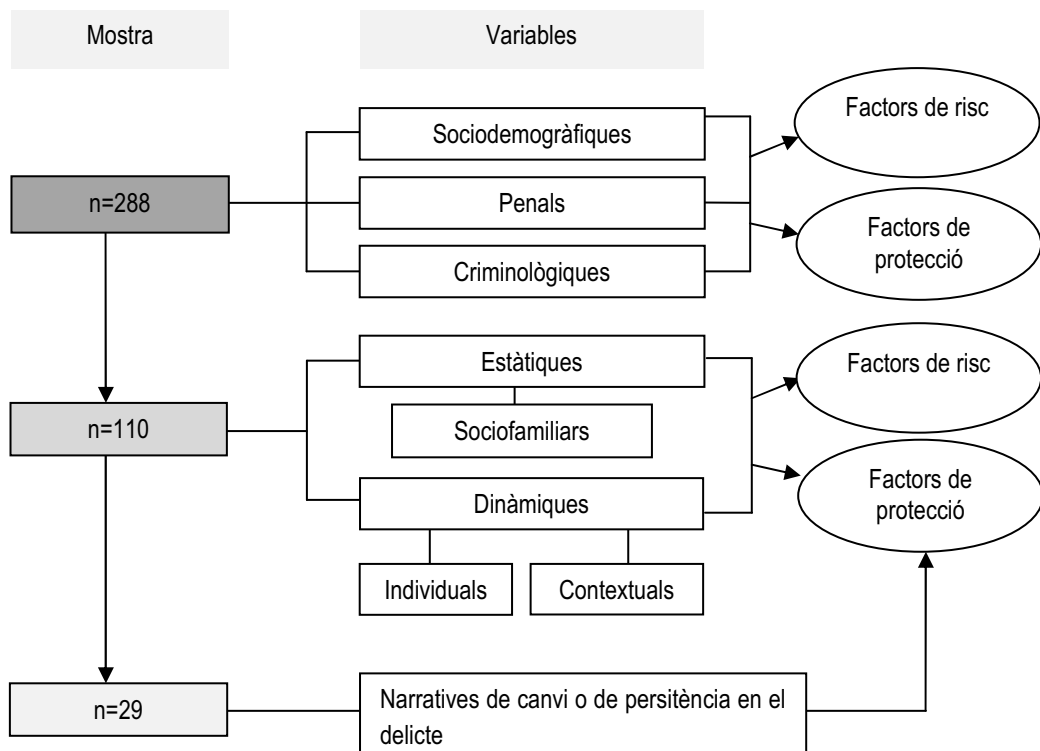 Mostra
Variables
Sociodemogràfiques
Factors de risc
n=288
Penals
Factors de
protecció
Criminològiques
Estàtiques
Factors de risc
n=110
Sociofamiliars
Dinàmiques
Factors de
protecció
Individuals
Contextuals
n=29
Narratives de canvi o de persitència en el
delicte